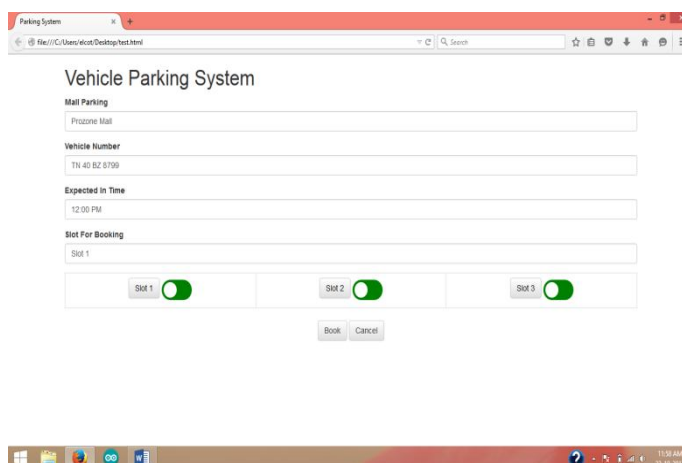 Parking System
file:///C:/Users/elcot/Desktop/test.html
Search
Vehicle Parking System
Mall Parking
Prozone Mall
Vehicle Number
TN 40 BZ 8799
Expected In Time
12:00 PM
Slot For Booking
Slot 1
Slot 1 Slot 2 Slot 3
Book Cancel
11:58 AM